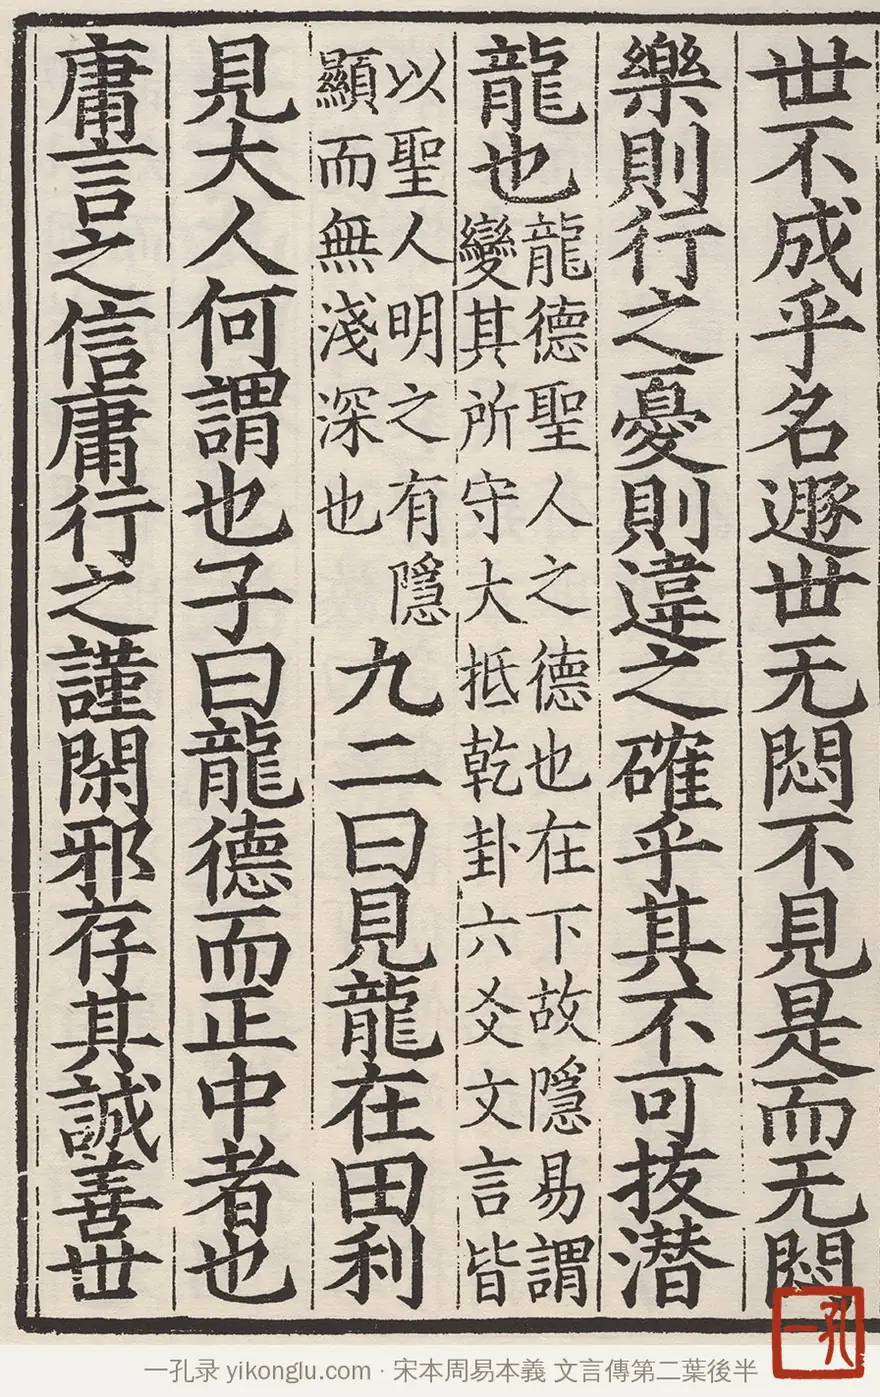 世不成乎名遯世无悶不見是而无悶
樂則行之憂則違之確乎其不可拔潜
龍也龍德聖人之德也在下故隱易謂
變其所守大抵乾卦六爻文言皆
以聖人明之有隱
顯而無淺深也九二曰見龍在田利
見大人何謂也子曰龍德而正中者也
庸言之信庸行之謹閑邪存其誠善世
一孔
一孔录 yikonglu.com · 宋本周易本義 文言傳第二葉後半